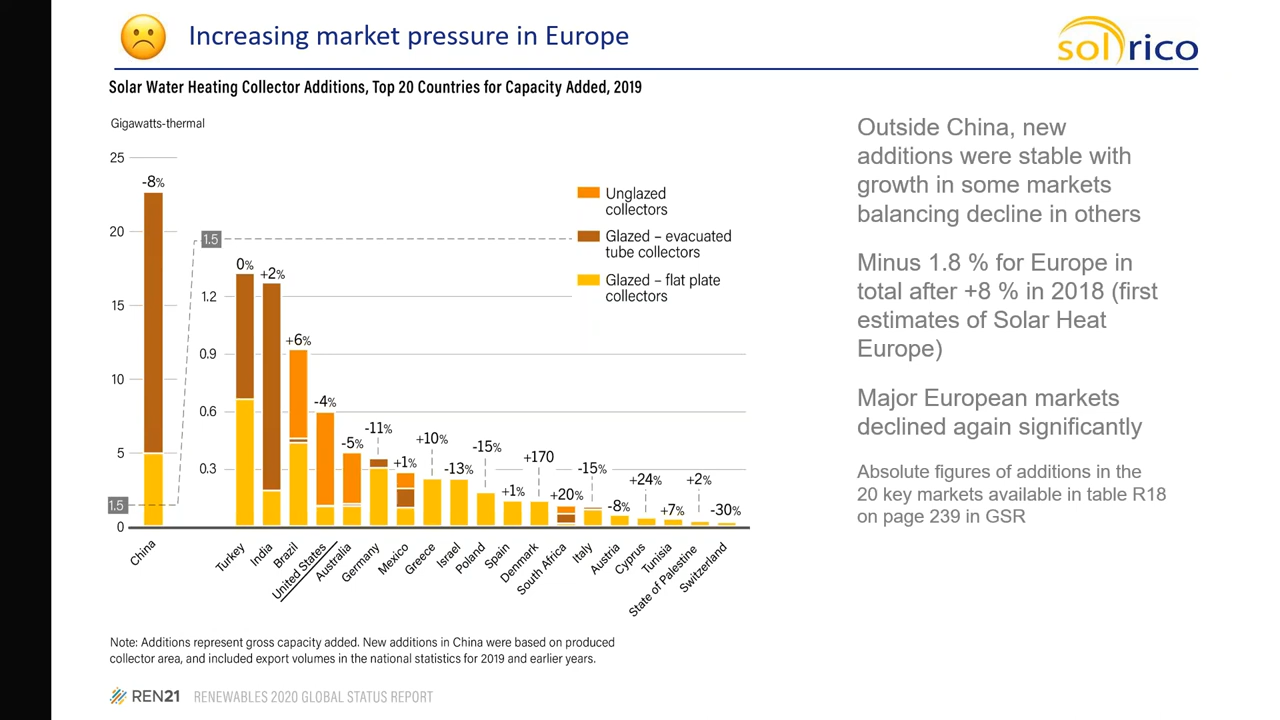 Increasing market pressure in Europe
solrico
Solar Water Heating Collector Additions, Top 20 Countries for Capacity Added, 2019
Gigawatts-thermal
25
20
15
10
5
1.5
0
-8%
China
1.5
1.2
0.9
0.6
0.3
0%
+2%
+6%
-4%
-5%
-11%
+1%
+10%
-13%
-15%
+1%
+170
+20%
-15%
-8%
+24%
+7%
+2%
-30%
Turkey
India
Brazil
United States
Australia
Germany
Mexico
Greece
Israel
Poland
Spain
Denmark
South Africa
Italy
Austria
Cyprus
Tunisia
State of Palestine
Switzerland
Unglazed
collectors
Glazed – evacuated
tube collectors
Glazed – flat plate
collectors
Outside China, new
additions were stable with
growth in some markets
balancing decline in others
Minus 1.8 % for Europe in
total after +8 % in 2018 (first
estimates of Solar Heat
Europe)
Major European markets
declined again significantly
Absolute figures of additions in the
20 key markets available in table R18
on page 239 in GSR
Note: Additions represent gross capacity added. New additions in China were based on produced
collector area, and included export volumes in the national statistics for 2019 and earlier years.
REN21 RENEWABLES 2020 GLOBAL STATUS REPORT